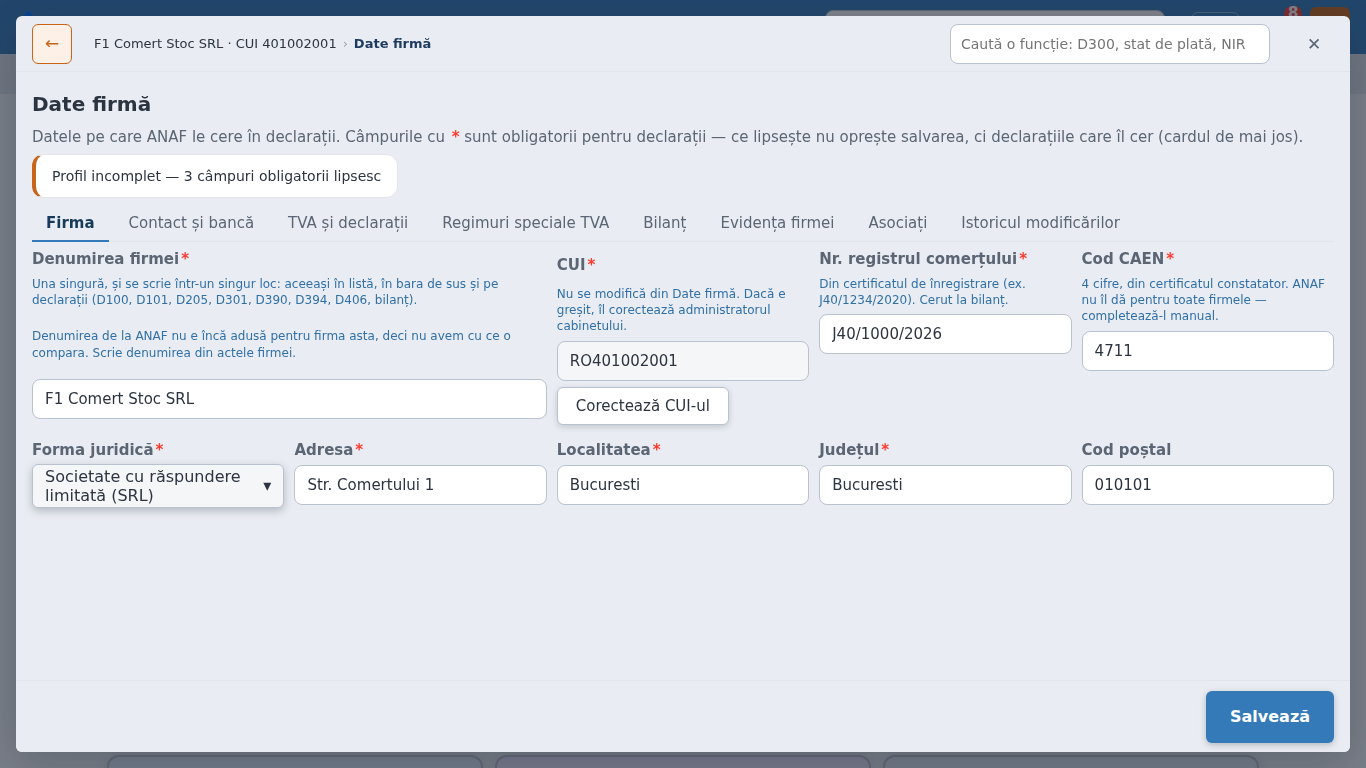 8
←
F1 Comert Stoc SRL · CUI 401002001 › Date firmă
Caută o funcție: D300, stat de plată, NIR
✕
Date firmă
Datele pe care ANAF le cere în declarații. Câmpurile cu * sunt obligatorii pentru declarații — ce lipsește nu oprește salvarea, ci declarațiile care îl cer (cardul de mai jos).
Profil incomplet — 3 câmpuri obligatorii lipsesc
Firma
Contact și bancă
TVA și declarații
Regimuri speciale TVA
Bilanț
Evidența firmei
Asociați
Istoricul modificărilor
Denumirea firmei*
Una singură, și se scrie într-un singur loc: aceeași în listă, în bara de sus și pe
declarații (D100, D101, D205, D301, D390, D394, D406, bilanț).
Denumirea de la ANAF nu e încă adusă pentru firma asta, deci nu avem cu ce o
compara. Scrie denumirea din actele firmei.
F1 Comert Stoc SRL
CUI*
Nu se modifică din Date firmă. Dacă e
greșit, îl corectează administratorul
cabinetului.
RO401002001
Corectează CUI-ul
Nr. registrul comerțului*
Din certificatul de înregistrare (ex.
J40/1234/2020). Cerut la bilanț.
J40/1000/2026
Cod CAEN*
4 cifre, din certificatul constatator. ANAF
nu îl dă pentru toate firmele —
completează-l manual.
4711
Forma juridică*
Societate cu răspundere
limitată (SRL)
▼
Adresa*
Str. Comertului 1
Localitatea*
Bucuresti
Județul*
Bucuresti
Cod poștal
010101
Salvează